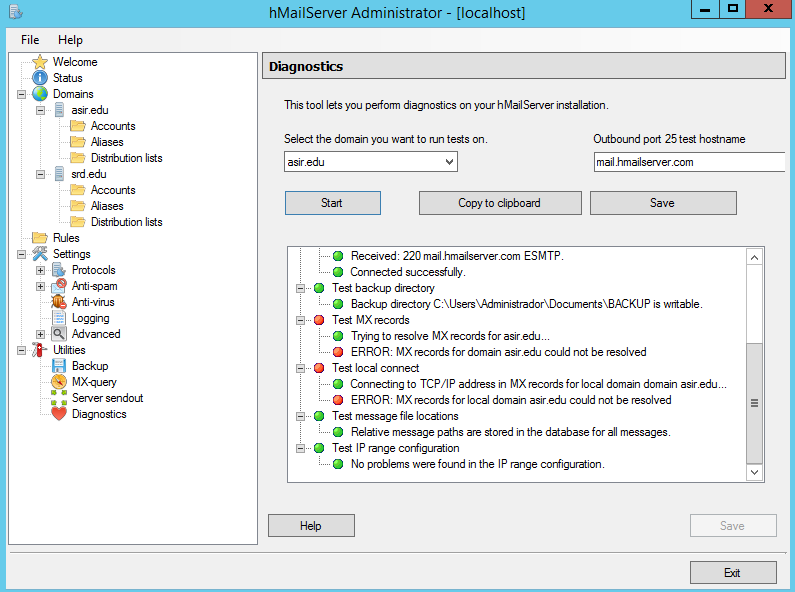 hMailServer Administrator - [localhost]
File Help
Welcome
Status
Domains
asir.edu
Accounts
Aliases
Distribution lists
srd.edu
Accounts
Aliases
Distribution lists
Rules
Settings
Protocols
Anti-spam
Anti-virus
Logging
Advanced
Utilities
Backup
MX-query
Server sendout
Diagnostics
Diagnostics
This tool lets you perform diagnostics on your hMailServer installation.
Select the domain you want to run tests on.
Outbound port 25 test hostname
asir.edu
mail.hmailserver.com
Start
Copy to clipboard
Save
Received: 220 mail.hmailserver.com ESMTP.
Connected successfully.
Test backup directory
Backup directory C:\Users\Administrador\Documents\BACKUP is writable.
Test MX records
Trying to resolve MX records for asir.edu...
ERROR: MX records for domain asir.edu could not be resolved
Test local connect
Connecting to TCP/IP address in MX records for local domain domain asir.edu...
ERROR: MX records for local domain asir.edu could not be resolved
Test message file locations
Relative message paths are stored in the database for all messages.
Test IP range configuration
No problems were found in the IP range configuration.
Help
Save
Exit